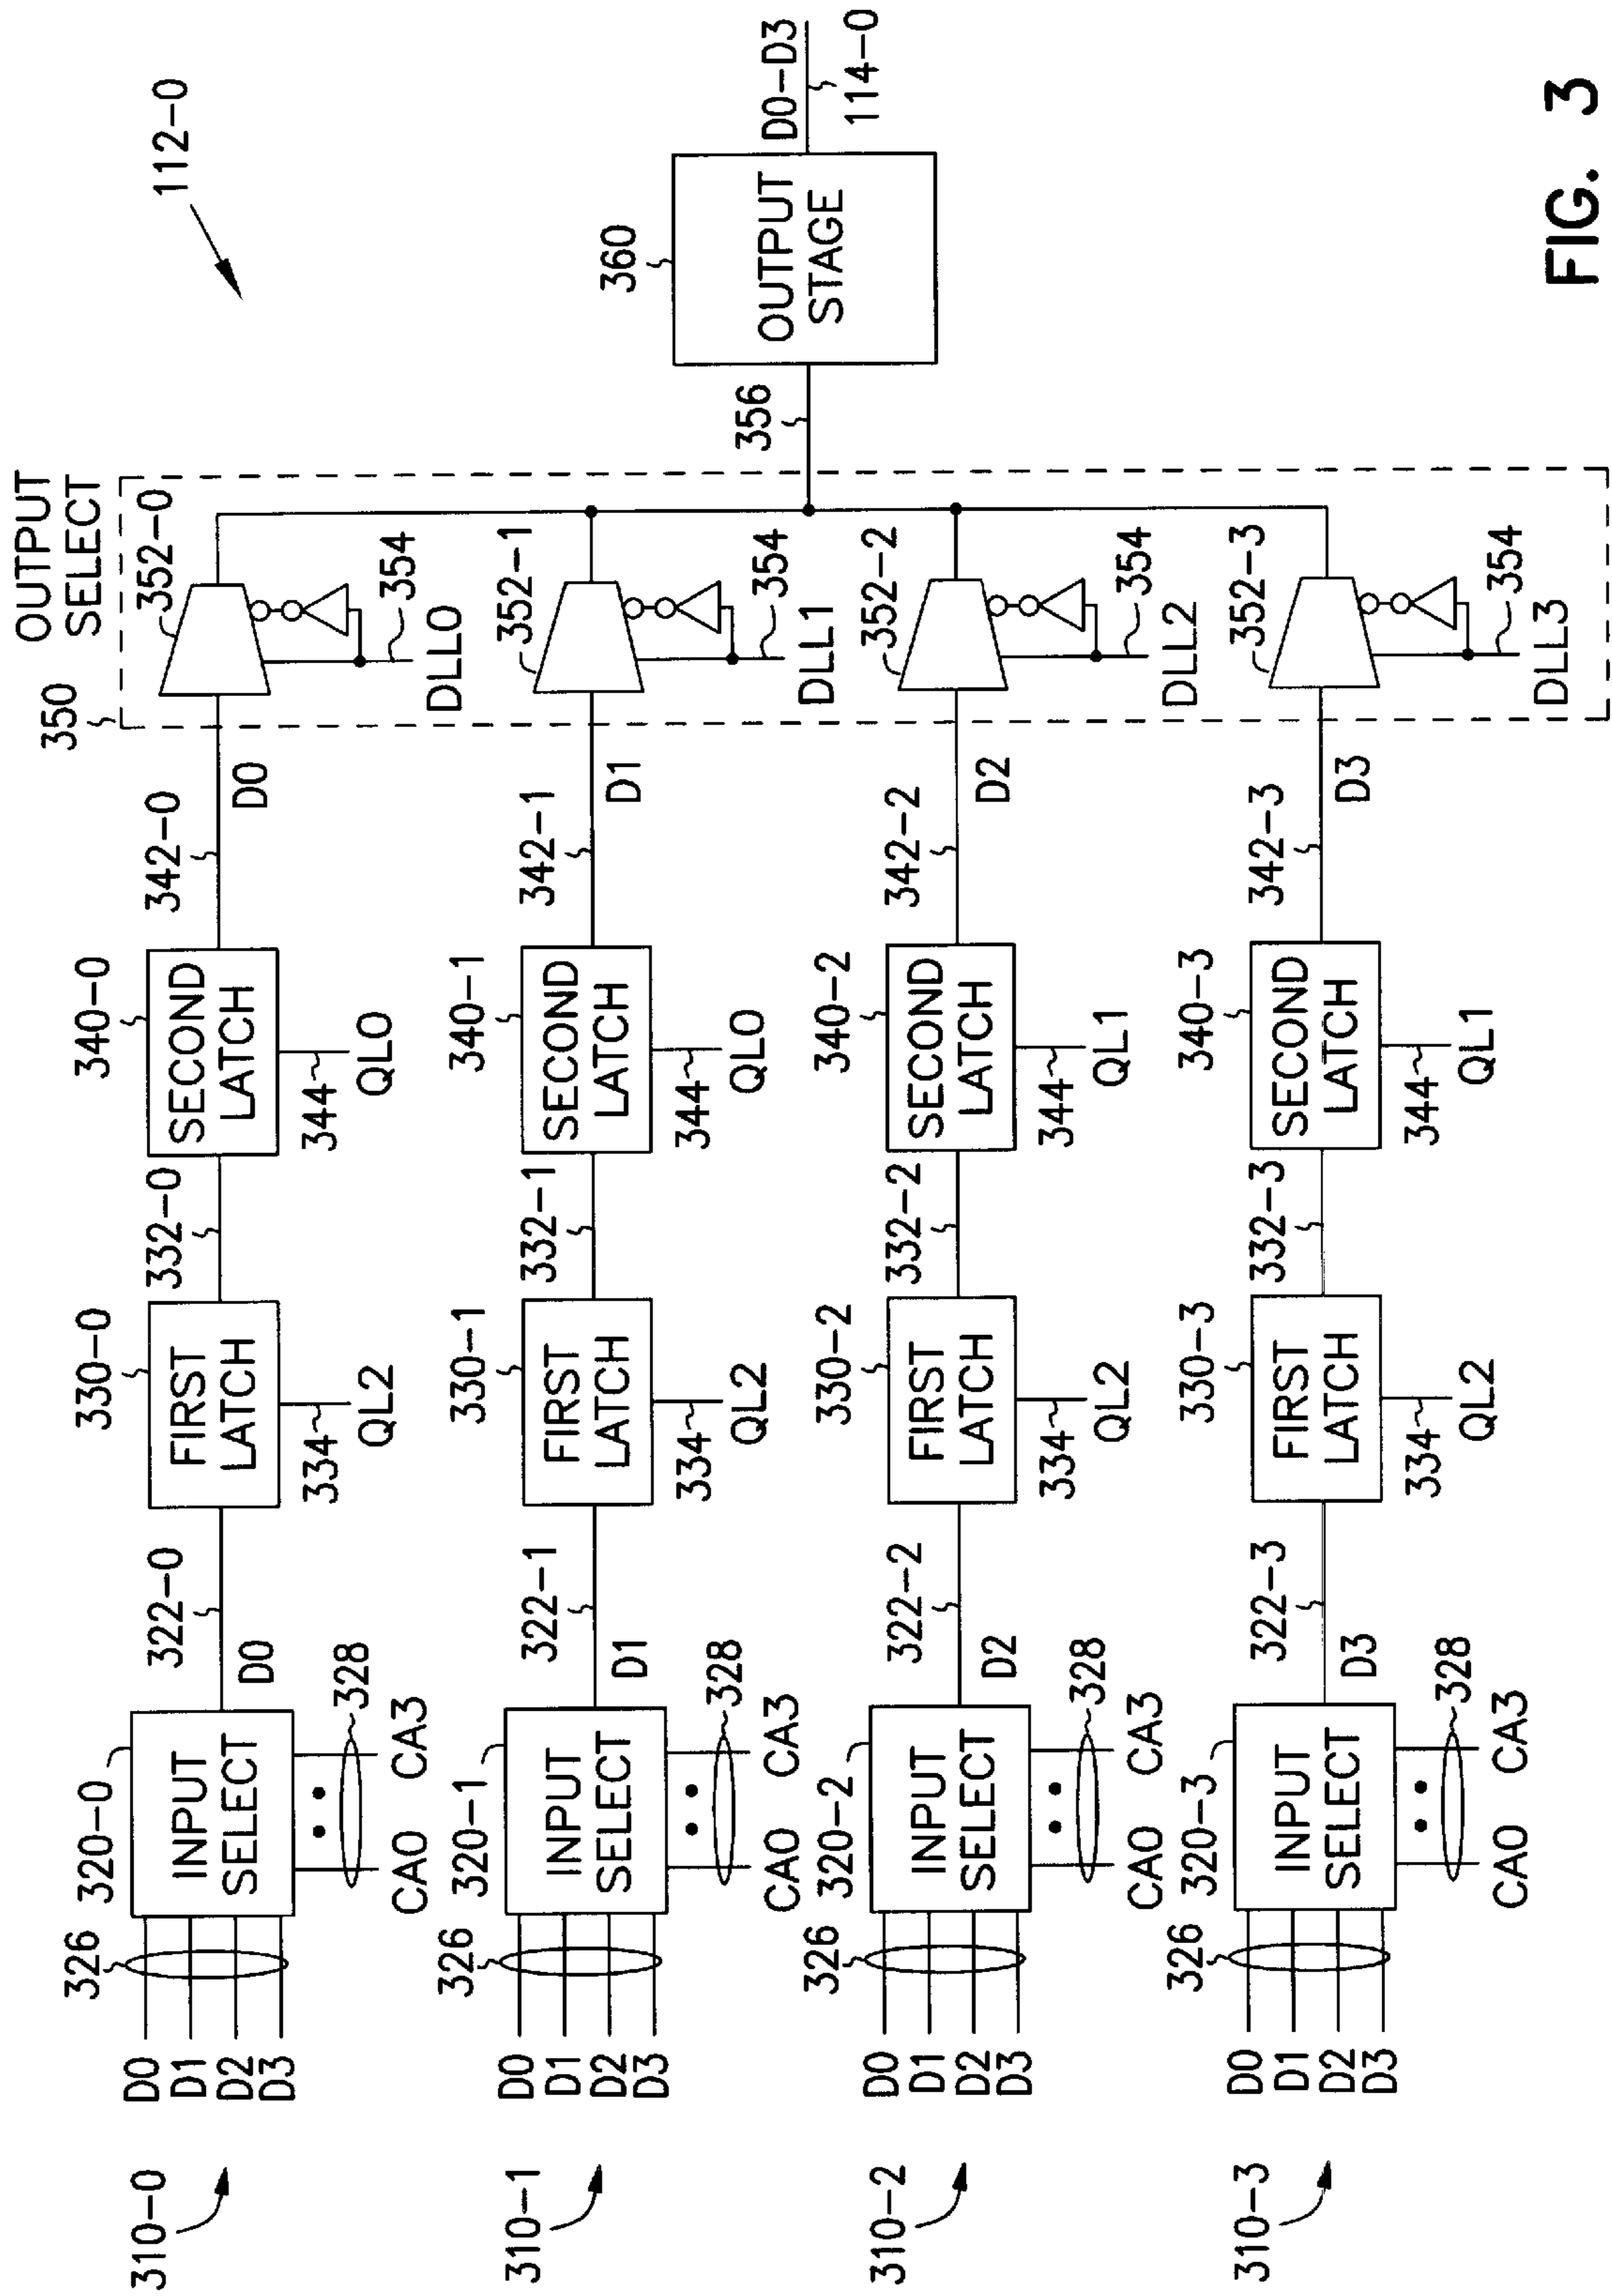 112-0
OUTPUT
SELECT
350
310-0
326
D0
D1
D2
D3
320-0
INPUT
SELECT
CA0
CA3
328
322-0
D0
330-0
FIRST
LATCH
334
QL2
332-0
340-0
SECOND
LATCH
344
QL0
342-0
D0
352-0
354
DLL0
310-1
326
D0
D1
D2
D3
320-1
INPUT
SELECT
CA0
CA3
328
322-1
D1
330-1
FIRST
LATCH
334
QL2
332-1
340-1
SECOND
LATCH
344
QL0
342-1
D1
352-1
354
DLL1
356
360
OUTPUT
STAGE
D0-D3
114-0
310-2
326
D0
D1
D2
D3
320-2
INPUT
SELECT
CA0
CA3
328
322-2
D2
330-2
FIRST
LATCH
334
QL2
332-2
340-2
SECOND
LATCH
344
QL1
342-2
D2
352-2
354
DLL2
310-3
326
D0
D1
D2
D3
320-3
INPUT
SELECT
CA0
CA3
328
322-3
D3
330-3
FIRST
LATCH
334
QL2
332-3
340-3
SECOND
LATCH
344
QL1
342-3
D3
352-3
354
DLL3
FIG. 3